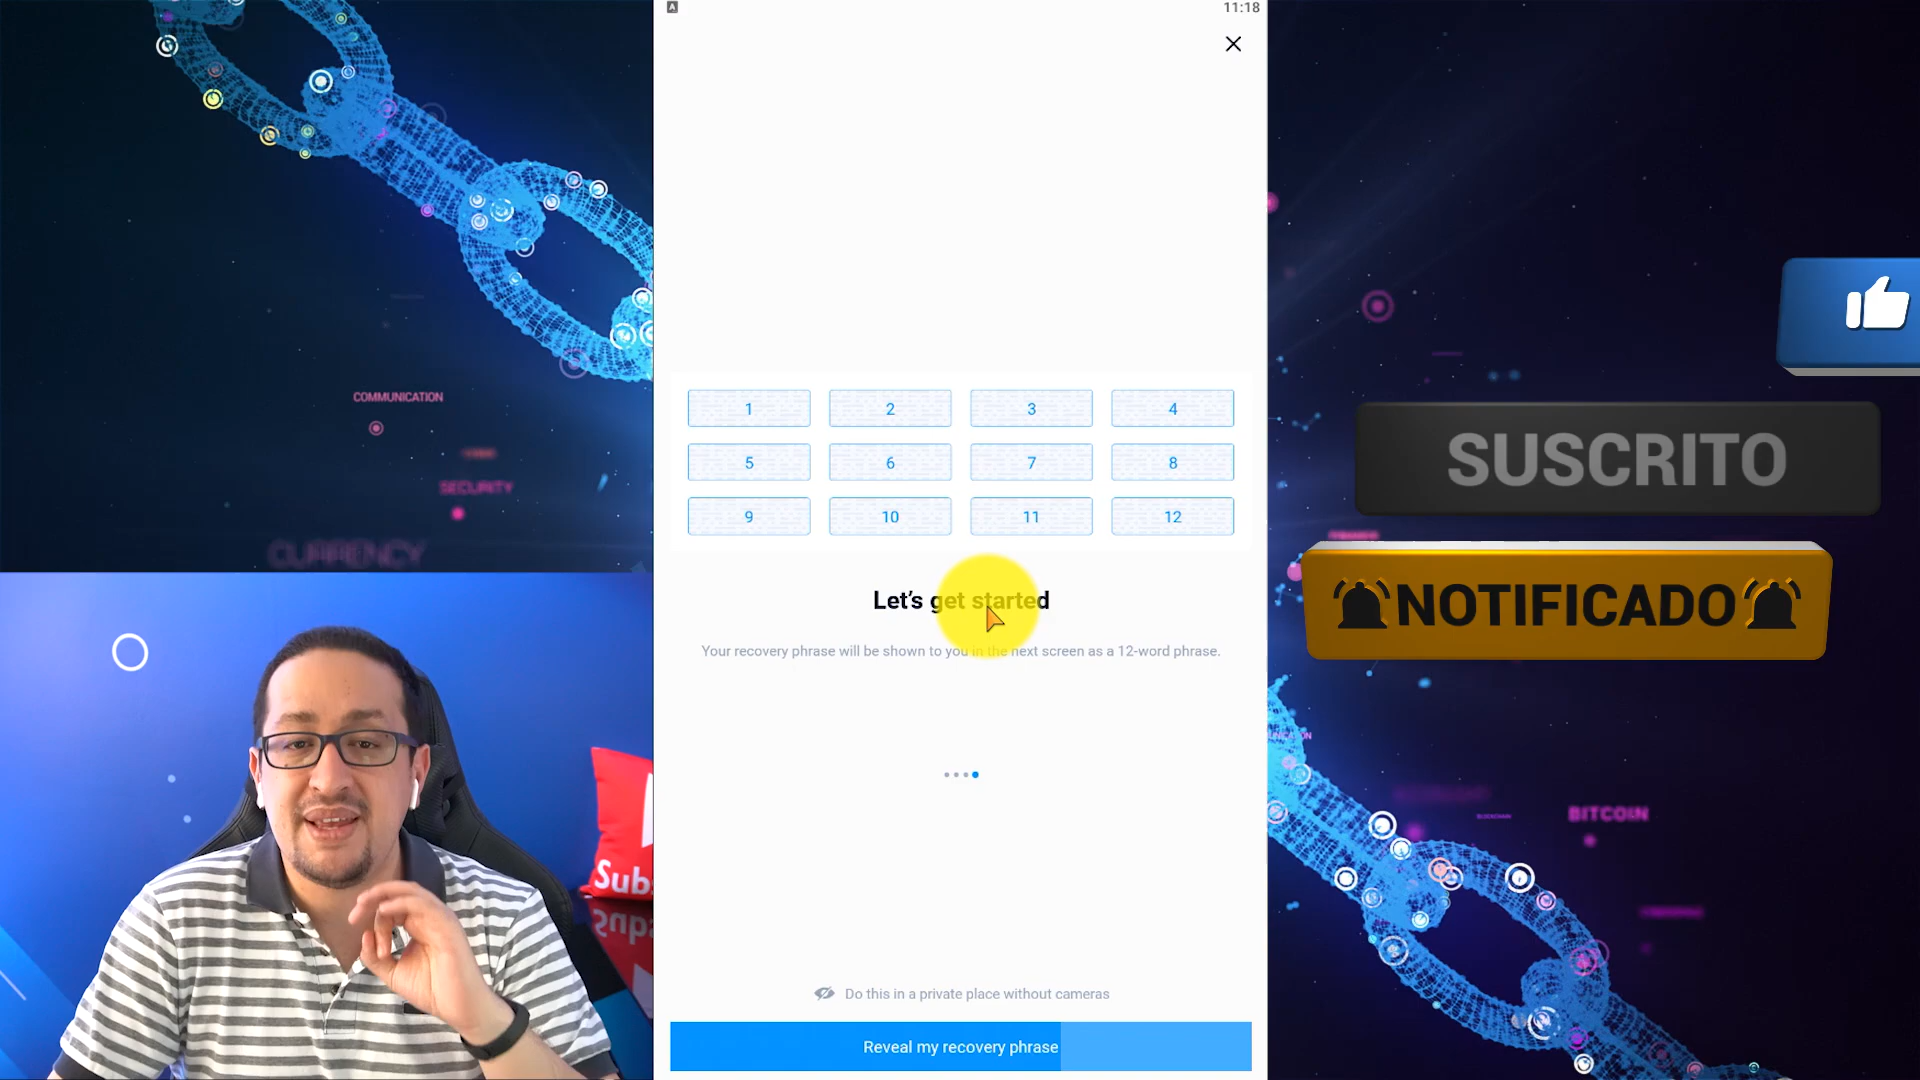 A
11:18
1 2 3 4
5 6 7 8
9 10 11 12
Let's get started
Your recovery phrase will be shown to you in the next screen as a 12-word phrase.
Do this in a private place without cameras
Reveal my recovery phrase
COMMUNICATION
SECURITY
CURRENCY
Subs
SUSCRITO
NOTIFICADO
BITCOIN